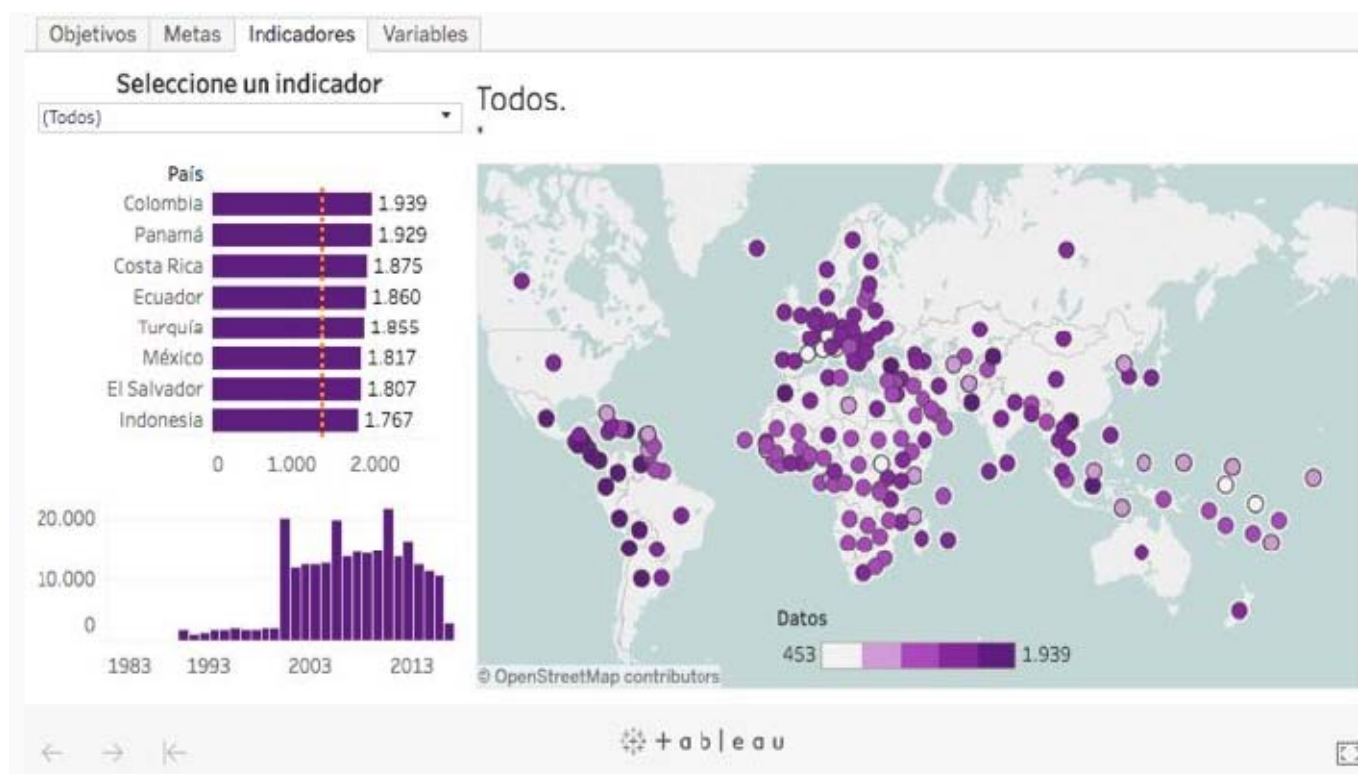 Objetivos Metas Indicadores Variables
Seleccione un indicador
(Todos)
Todos.
País
Colombia 1.939
Panamá 1.929
Costa Rica 1.875
Ecuador 1.860
Turquía 1.855
México 1.817
El Salvador 1.807
Indonesia 1.767
0 1.000 2.000
20.000
10.000
0
1983 1993 2003 2013
Datos
453 1.939
© OpenStreetMap contributors
+ a b | e a u